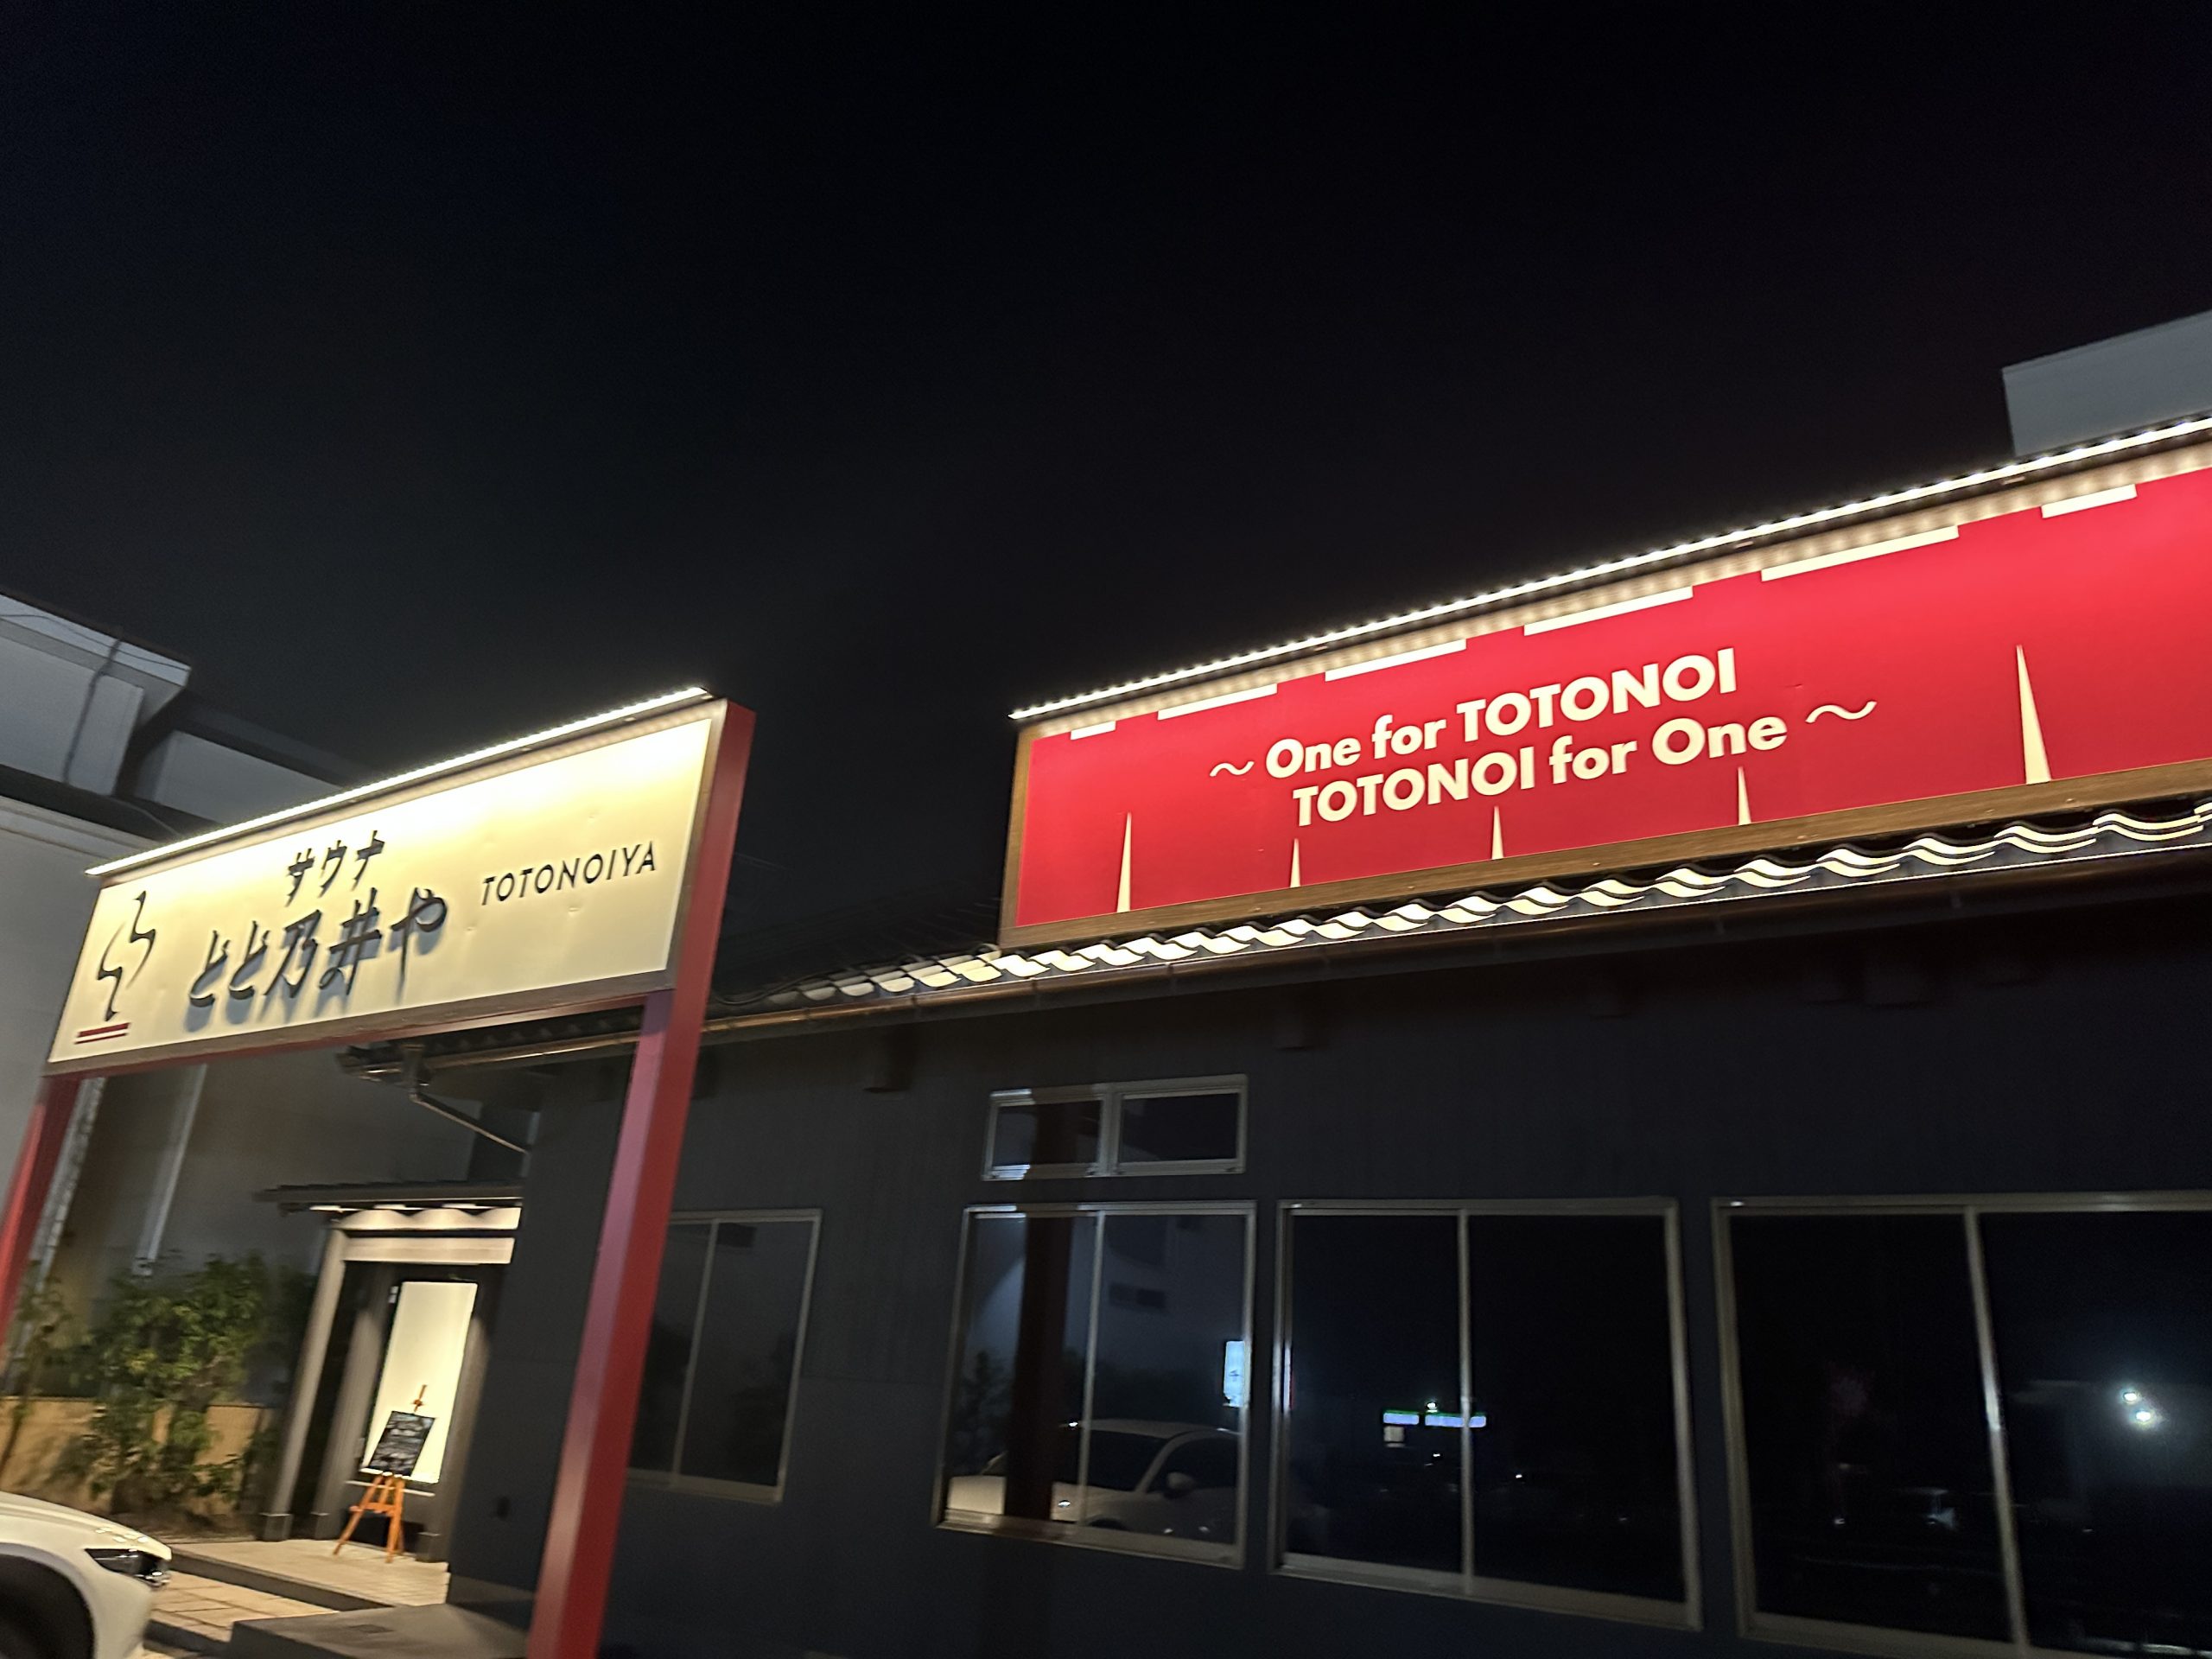 サウナ
とと乃井や
TOTONOIYA
～ One for TOTONOI
TOTONOI for One ～